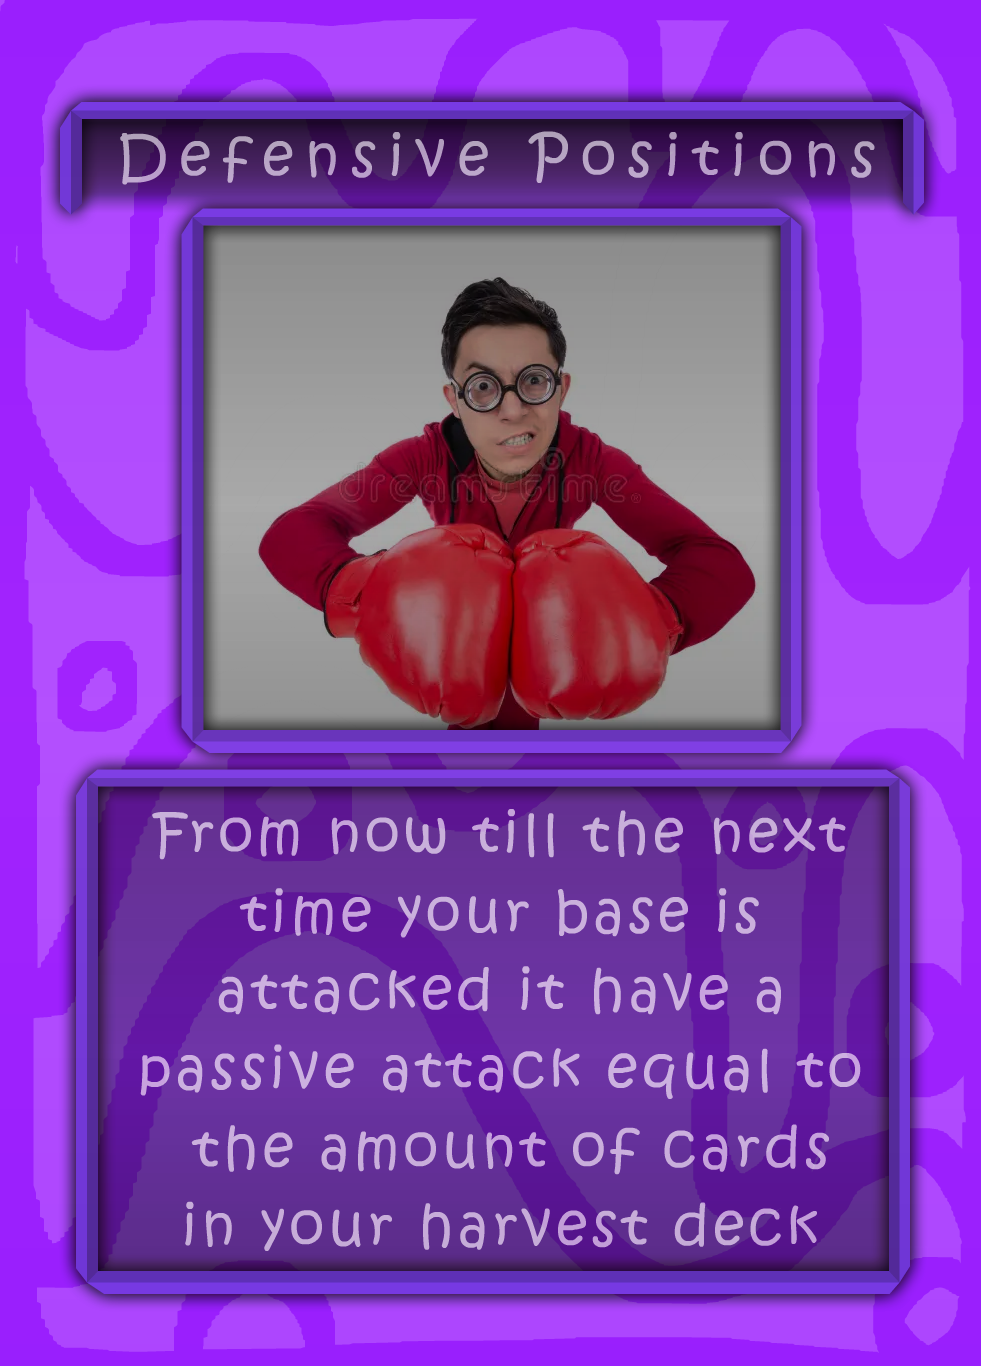 Defensive Positions
dreamstime.
From now till the next
time your base is
attacked it have a
passive attack equal to
the amount of cards
in your harvest deck